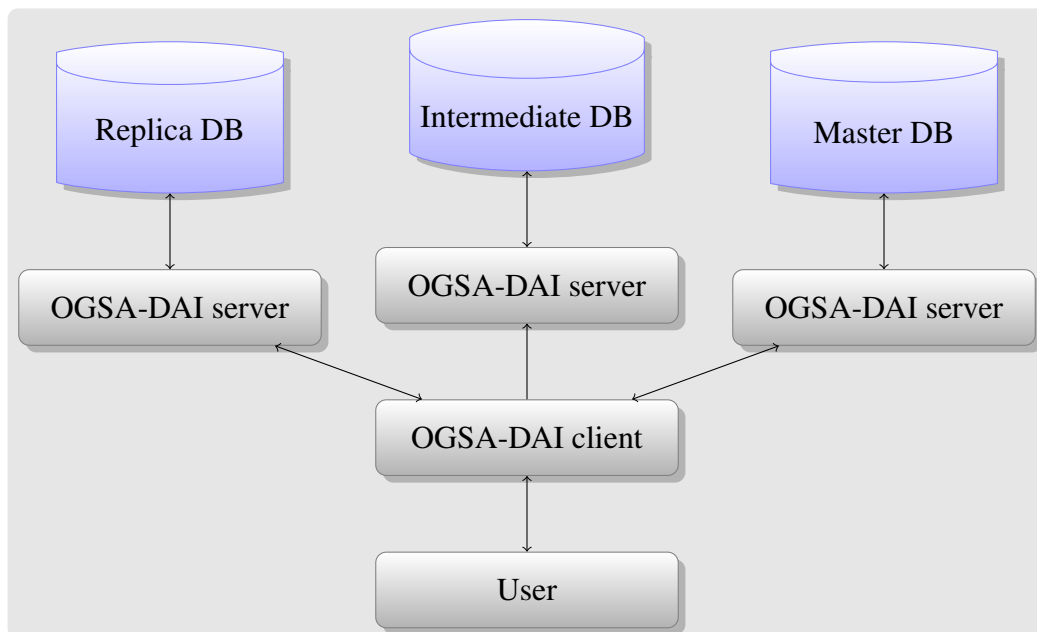 Replica DB
Intermediate DB
Master DB
OGSA-DAI server
OGSA-DAI server
OGSA-DAI server
OGSA-DAI client
User